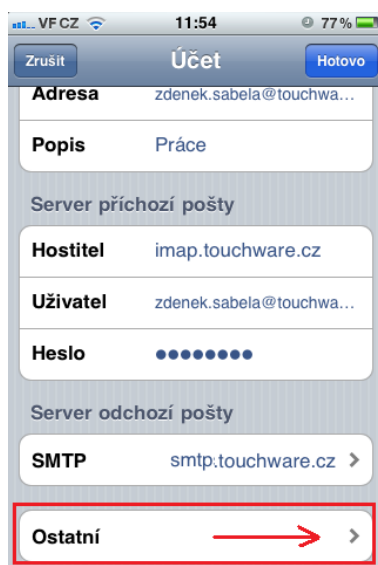 VF CZ 11:54 77 %
Zrušit Účet Hotovo
Adresa zdenek.sabela@touchwa...
Popis Práce
Server příchozí pošty
Hostitel imap.touchware.cz
Uživatel zdenek.sabela@touchwa...
Heslo ●●●●●●●●
Server odchozí pošty
SMTP smtp.touchware.cz
Ostatní